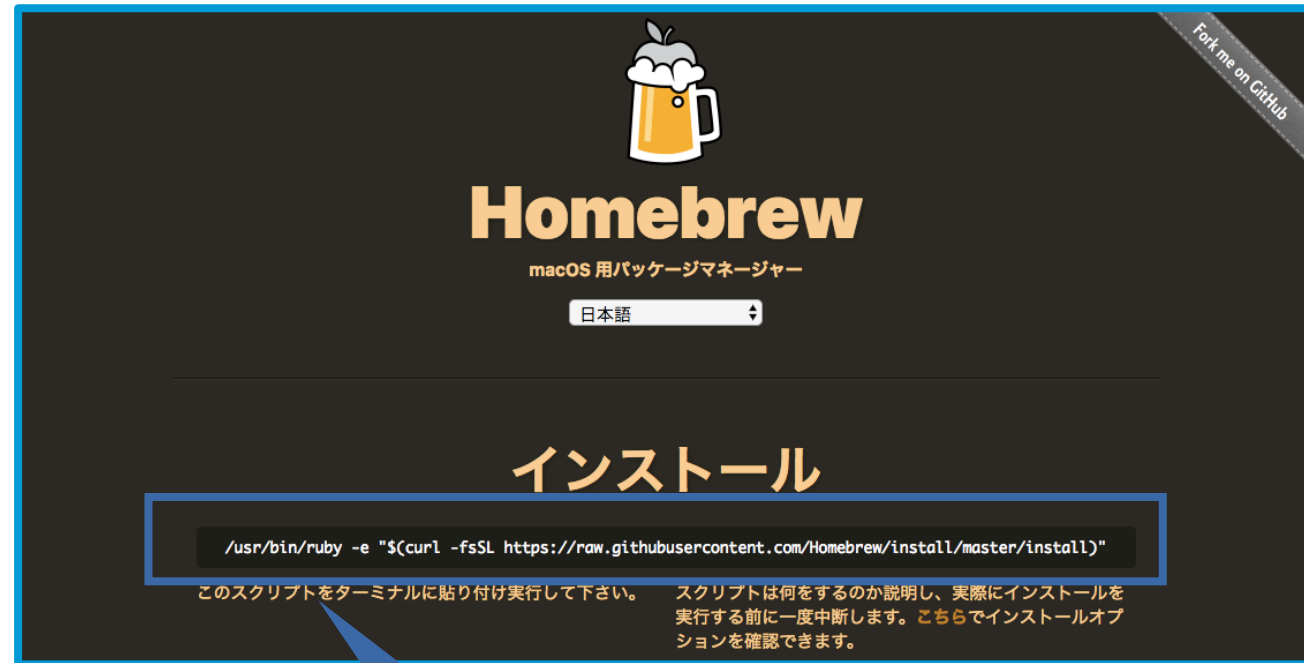 Fork me on GitHub
Homebrew
macOS 用パッケージマネージャー
日本語
インストール
/usr/bin/ruby -e "$(curl -fsSL https://raw.githubusercontent.com/Homebrew/install/master/install)"
このスクリプトをターミナルに貼り付け実行して下さい。
スクリプトは何をするのか説明し、実際にインストールを
実行する前に一度中断します。こちらでインストールオプ
ションを確認できます。